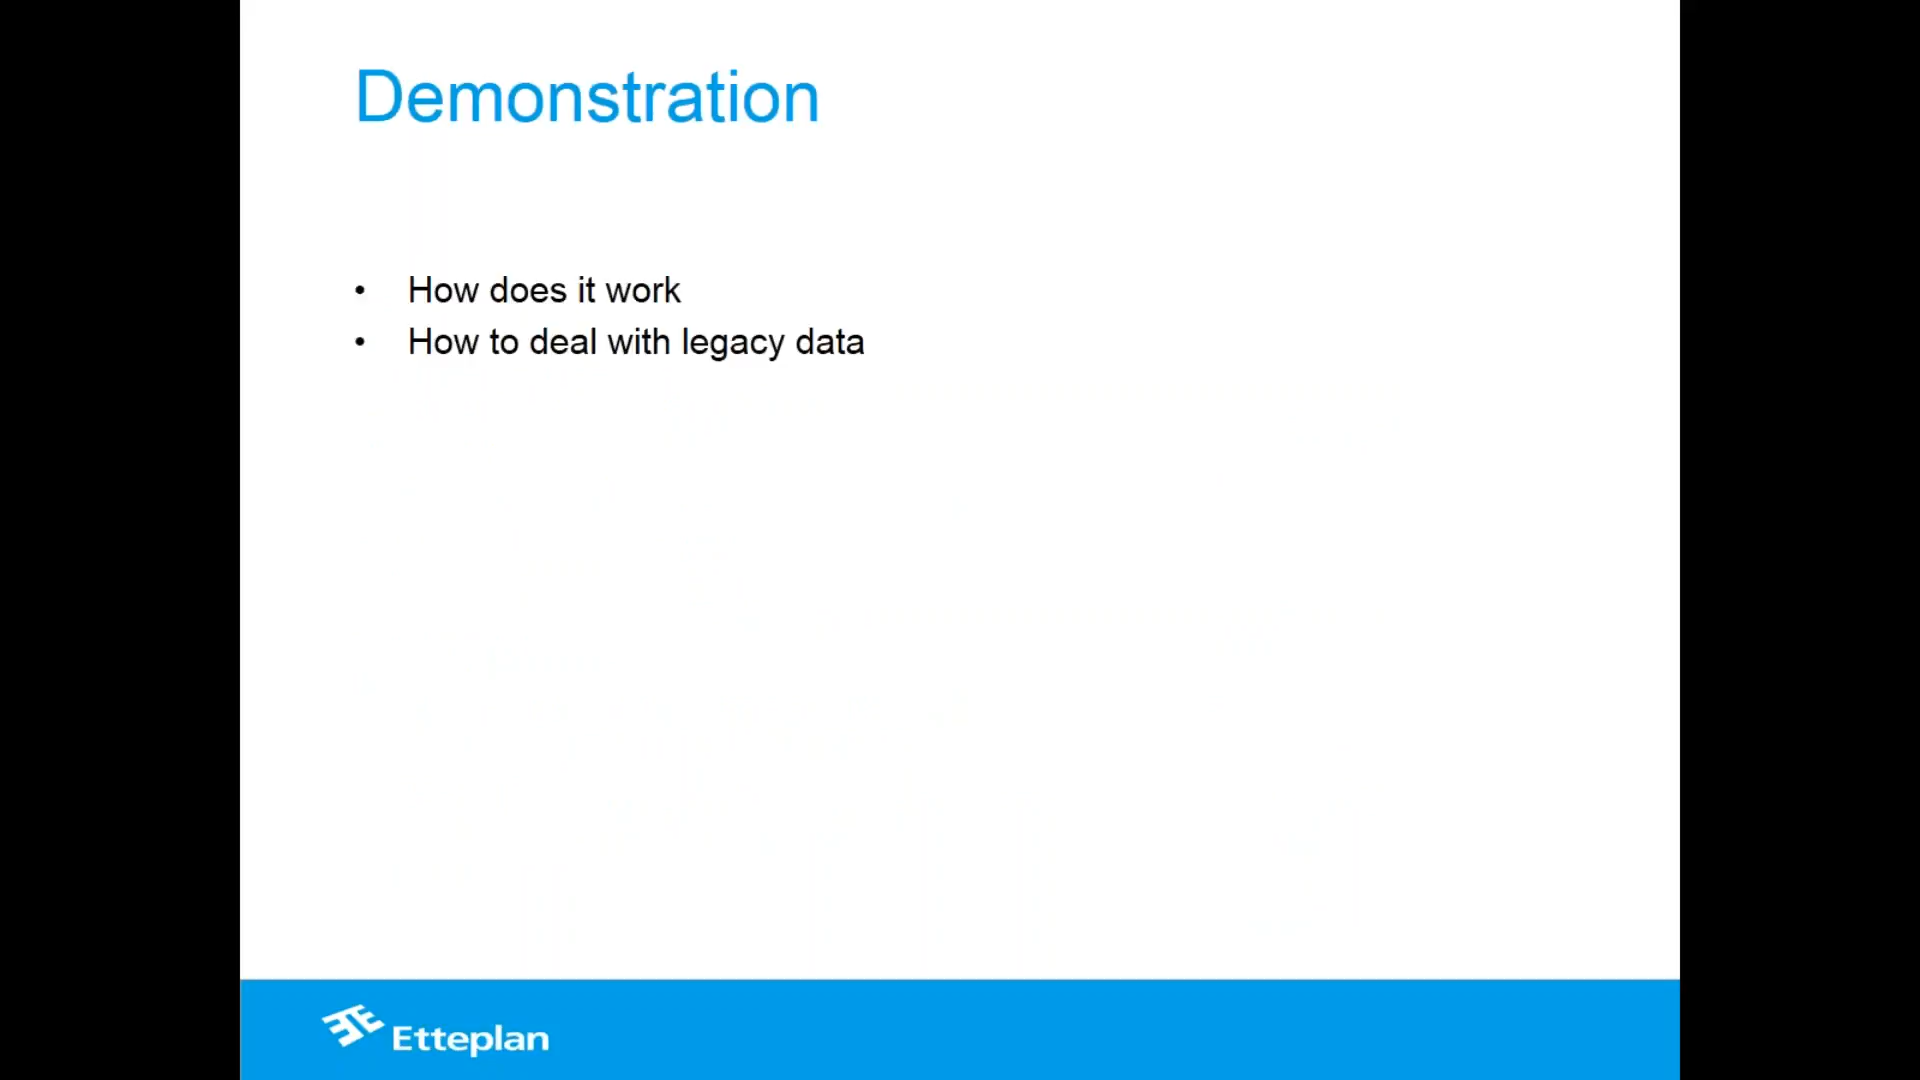 Demonstration
• How does it work
• How to deal with legacy data
Etteplan